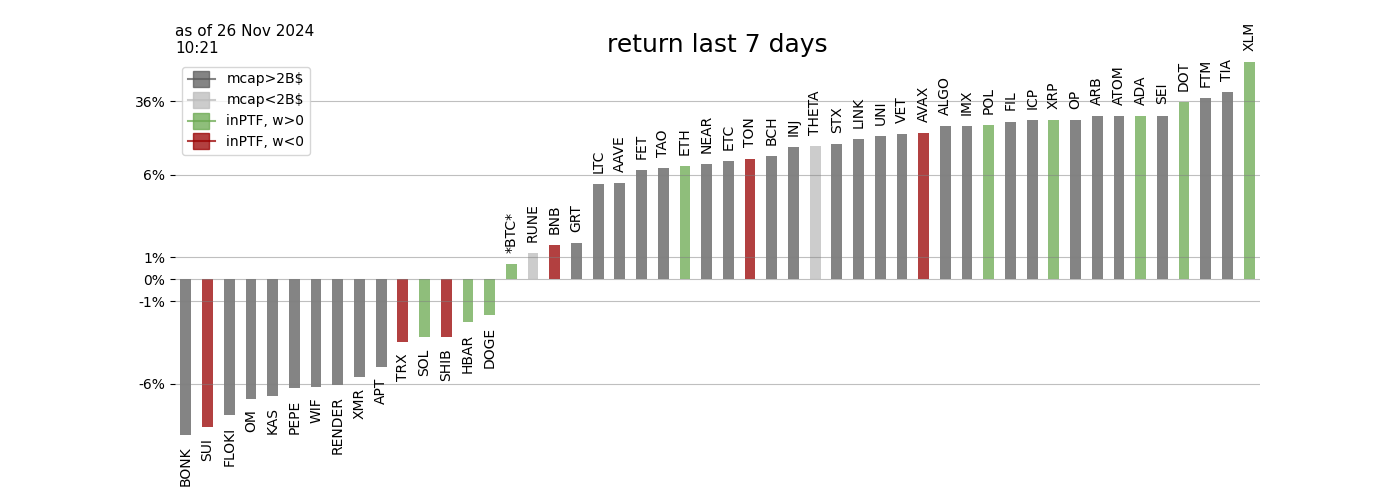 as of 26 Nov 2024
10:21
return last 7 days
mcap>2B$
mcap<2B$
inPTF, w>0
inPTF, w<0
36%
6%
1%
0%
-1%
-6%
BONK
SUI
FLOKI
OM
KAS
PEPE
WIF
RENDER
XMR
APT
TRX
SOL
SHIB
HBAR
DOGE
*BTC*
RUNE
BNB
GRT
LTC
AAVE
FET
TAO
ETH
NEAR
ETC
TON
BCH
INJ
THETA
STX
LINK
UNI
VET
AVAX
ALGO
IMX
POL
FIL
ICP
XRP
OP
ARB
ATOM
ADA
SEI
DOT
FTM
TIA
XLM